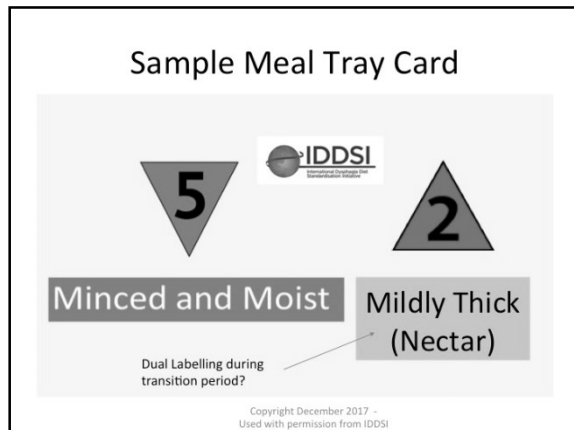 Sample Meal Tray Card
IDDSI
International Dysphagia Diet
Standardisation Initiative
5
2
Minced and Moist
Mildly Thick
(Nectar)
Dual Labelling during
transition period?
Copyright December 2017 -
Used with permission from IDDSI